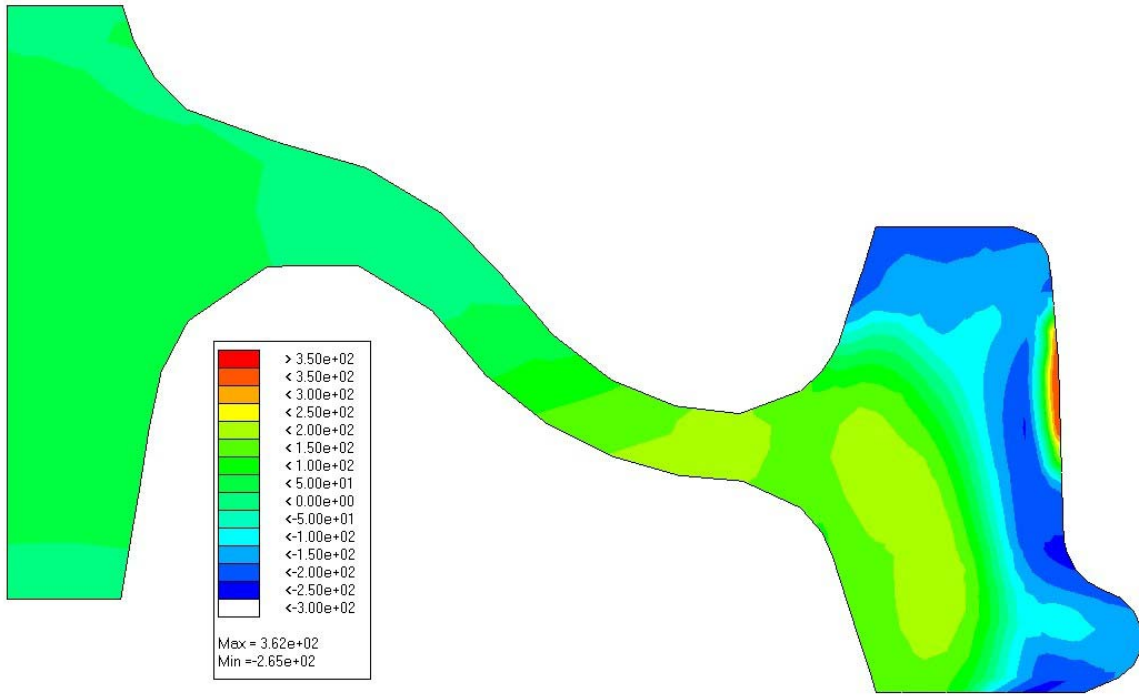 > 3.50e+02
< 3.50e+02
< 3.00e+02
< 2.50e+02
< 2.00e+02
< 1.50e+02
< 1.00e+02
< 5.00e+01
< 0.00e+00
<-5.00e+01
<-1.00e+02
<-1.50e+02
<-2.00e+02
<-2.50e+02
<-3.00e+02
Max = 3.62e+02
Min =-2.65e+02